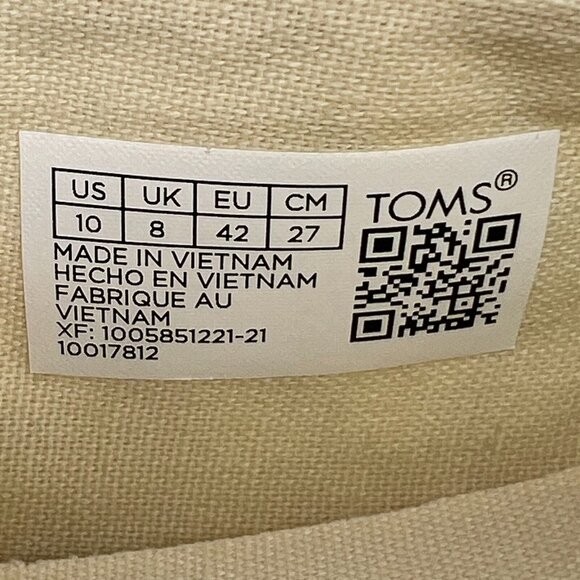 US UK EU CM
10 8 42 27
TOMS®
MADE IN VIETNAM
HECHO EN VIETNAM
FABRIQUE AU
VIETNAM
XF: 1005851221-21
10017812